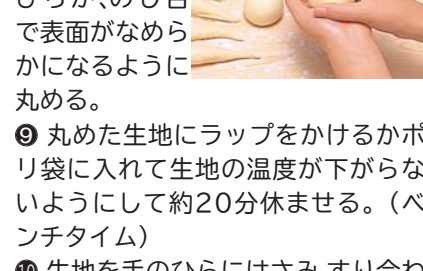 で表面がなめら
かになるように
丸める。
❾ 丸めた生地にラップをかけるかポ
リ袋に入れて生地の温度が下がらな
いようにして約20分休ませる。（ベ
ンチタイム）
❿ 生地を手のひらにはさみ すり合わ